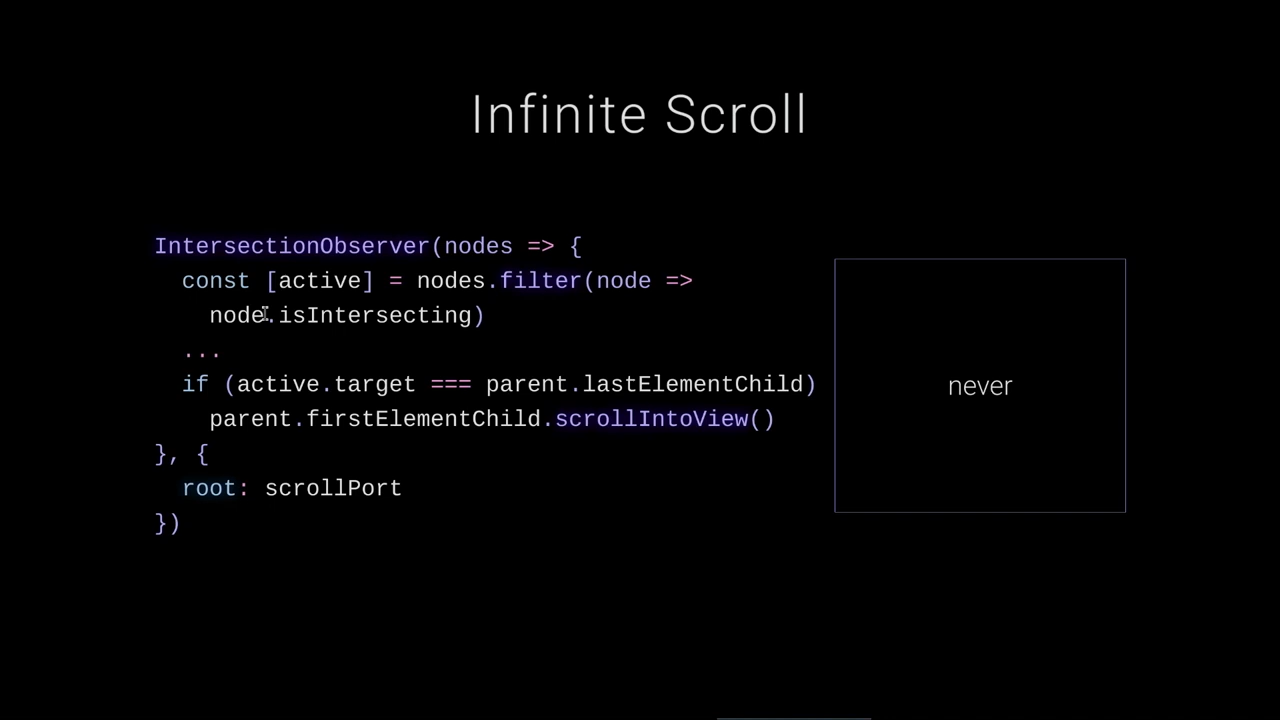 Infinite Scroll
IntersectionObserver(nodes => {
const [active] = nodes.filter(node =>
node.isIntersecting)
...
if (active.target === parent.lastElementChild)
parent.firstElementChild.scrollIntoView()
}, {
root: scrollPort
})
never